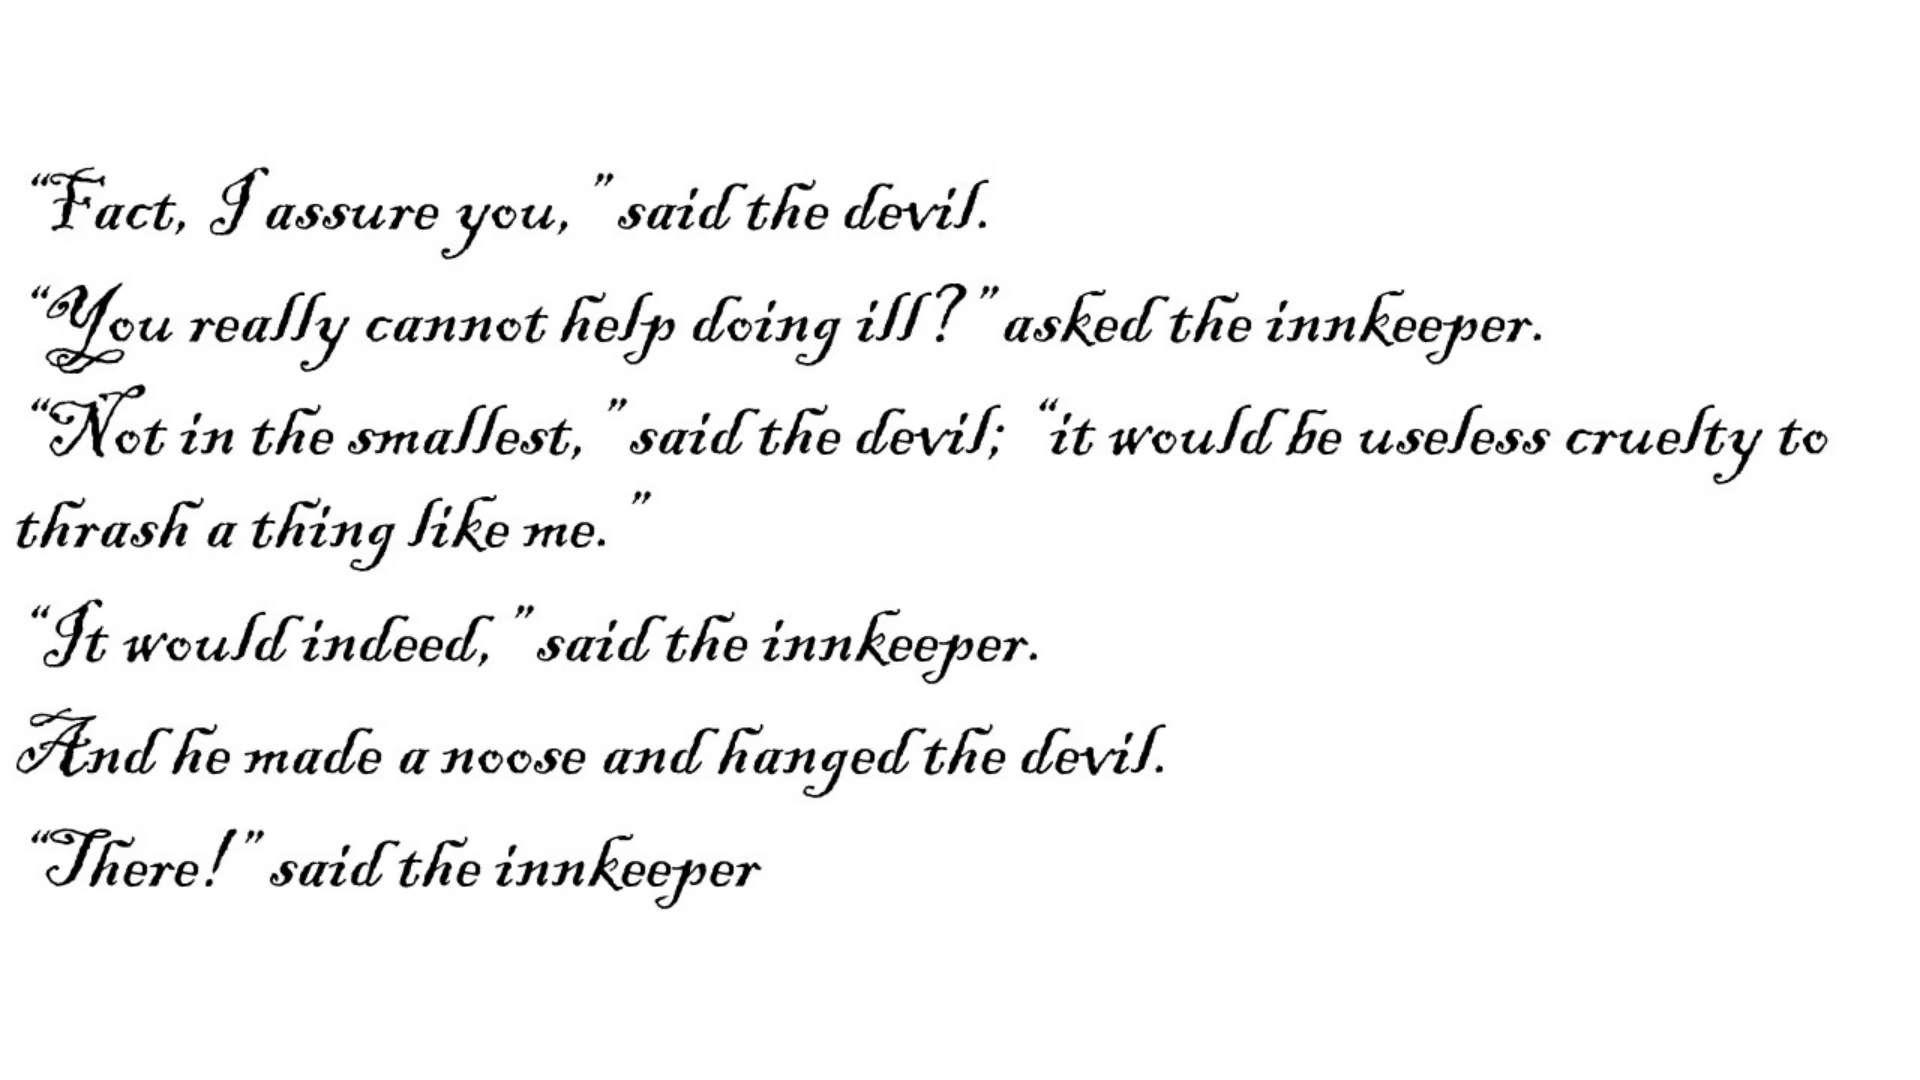 “Fact, I assure you,” said the devil.
“You really cannot help doing ill?” asked the innkeeper.
“Not in the smallest,” said the devil; “it would be useless cruelty to
thrash a thing like me.”
“It would indeed,” said the innkeeper.
And he made a noose and hanged the devil.
“There!” said the innkeeper